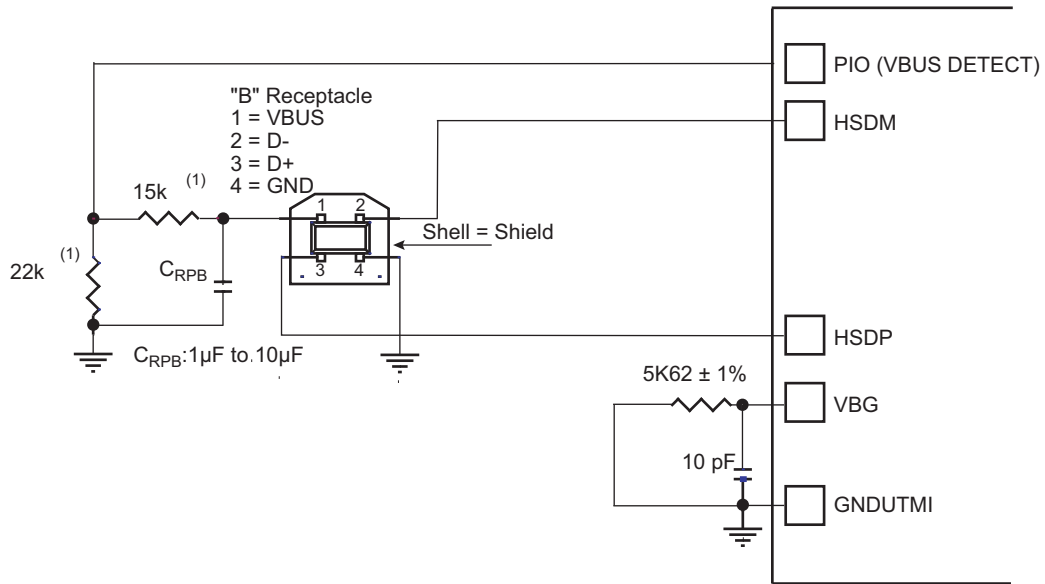 PIO (VBUS DETECT)
"B" Receptacle
1 = VBUS
2 = D-
3 = D+
4 = GND
HSDM
15k (1)
1 2
Shell = Shield
22k (1)
CRPB
3 4
CRPB:1µF to 10µF
HSDP
5K62 ± 1%
VBG
10 pF
GNDUTMI